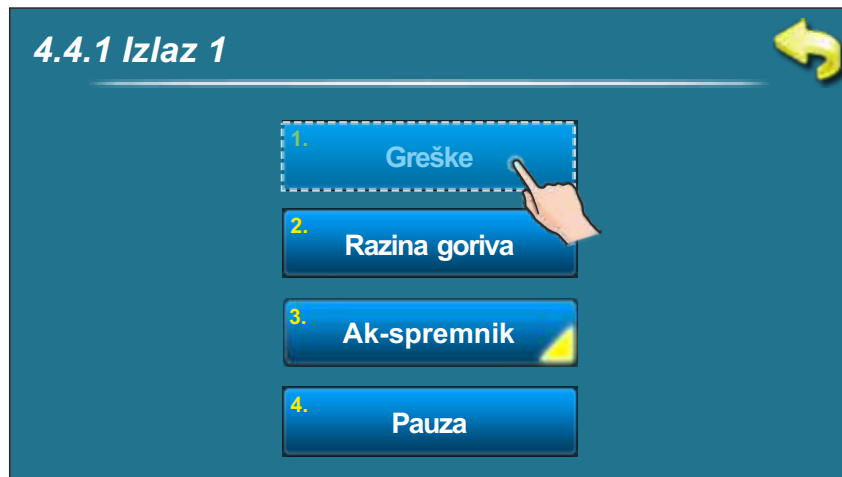 4.4.1 Izlaz 1
1.
Greške
2.
Razina goriva
3.
Ak-spremnik
4.
Pauza